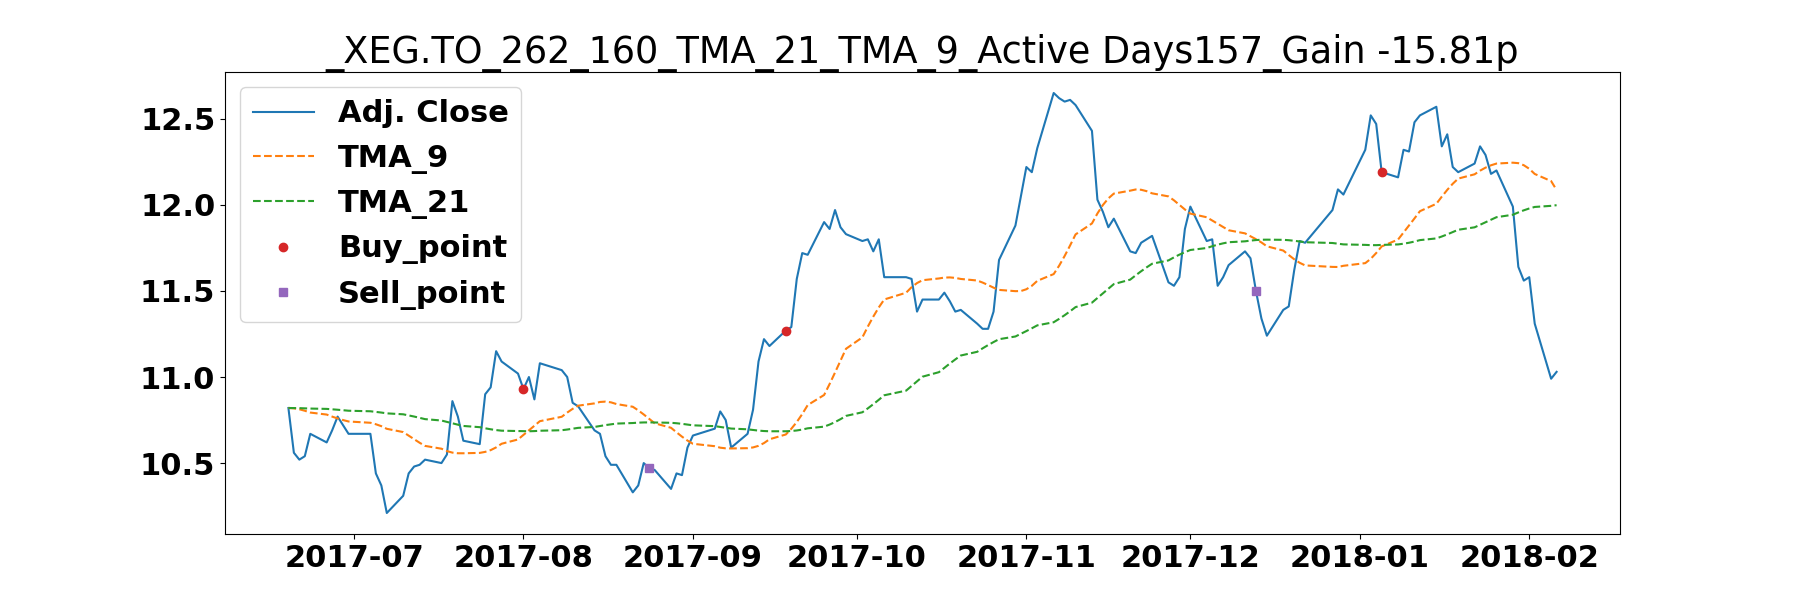 _XEG.TO_262_160_TMA_21_TMA_9_Active Days157_Gain -15.81p
Adj. Close
TMA_9
TMA_21
Buy_point
Sell_point
12.5
12.0
11.5
11.0
10.5
2017-07 2017-08 2017-09 2017-10 2017-11 2017-12 2018-01 2018-02